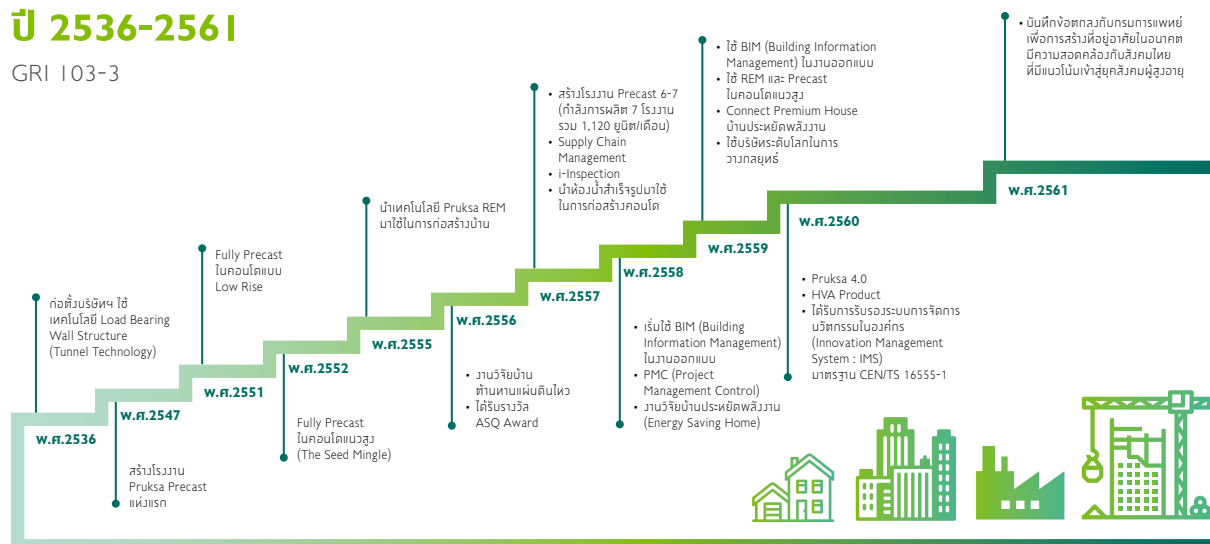 ปี 2536-2561
GRI 103-3
ก่อตั้งบริษัทฯ ใช้
เทคโนโลยี Load Bearing
Wall Structure
(Tunnel Technology)
พ.ศ.2536
พ.ศ.2547
สร้างโรงงาน
Pruksa Precast
แห่งแรก
Fully Precast
ในคอนโดแบบ
Low Rise
พ.ศ.2551
พ.ศ.2552
Fully Precast
ในคอนโดแนวสูง
(The Seed Mingle)
นำเทคโนโลยี Pruksa REM
มาใช้ในการก่อสร้างบ้าน
พ.ศ.2555
พ.ศ.2556
• งานวิจัยบ้าน
ต้านทานแผ่นดินไหว
• ได้รับรางวัล
ASQ Award
• สร้างโรงงาน Precast 6-7
(กำลังการผลิต 7 โรงงาน
รวม 1,120 ยูนิต/เดือน)
• Supply Chain
Management
• i-Inspection
• นำห้องน้ำสำเร็จรูปมาใช้
ในการก่อสร้างคอนโด
พ.ศ.2557
พ.ศ.2558
• เริ่มใช้ BIM (Building
Information Management)
ในงานออกแบบ
• PMC (Project
Management Control)
• งานวิจัยบ้านประหยัดพลังงาน
(Energy Saving Home)
• ใช้ BIM (Building Information
Management) ในงานออกแบบ
• ใช้ REM และ Precast
ในคอนโดแนวสูง
• Connect Premium House
บ้านประหยัดพลังงาน
• ใช้บริษัทระดับโลกในการ
วางกลยุทธ์
พ.ศ.2559
พ.ศ.2560
• Pruksa 4.0
• HVA Product
• ได้รับการรับรองระบบการจัดการ
นวัตกรรมในองค์กร
(Innovation Management
System : IMS)
มาตรฐาน CEN/TS 16555-1
• บันทึกข้อตกลงกับกรมการแพทย์
เพื่อการสร้างที่อยู่อาศัยในอนาคต
มีความสอดคล้องกับสังคมไทย
ที่มีแนวโน้มเข้าสู่ยุคสังคมผู้สูงอายุ
พ.ศ.2561